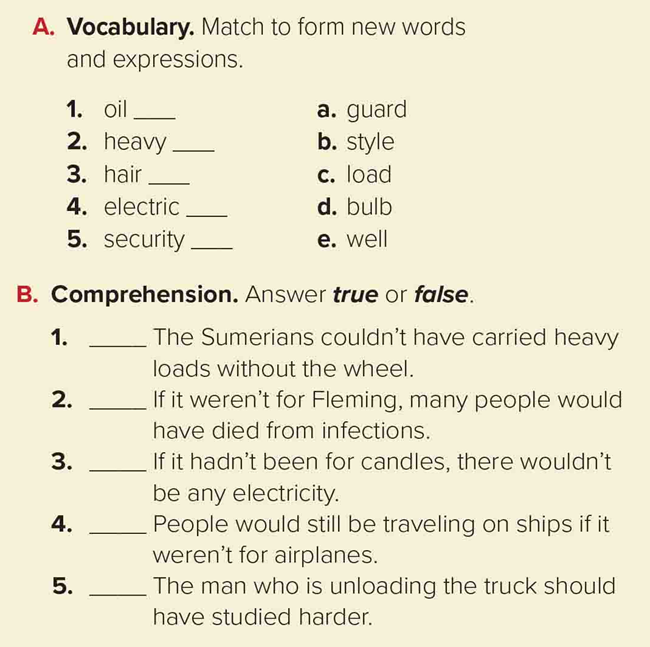 A. Vocabulary. Match to form new words
and expressions.
1. oil ____ a. guard
2. heavy ____ b. style
3. hair ____ c. load
4. electric ____ d. bulb
5. security ____ e. well
B. Comprehension. Answer true or false.
1. _____ The Sumerians couldn't have carried heavy
loads without the wheel.
2. _____ If it weren't for Fleming, many people would
have died from infections.
3. _____ If it hadn't been for candles, there wouldn't
be any electricity.
4. _____ People would still be traveling on ships if it
weren't for airplanes.
5. _____ The man who is unloading the truck should
have studied harder.